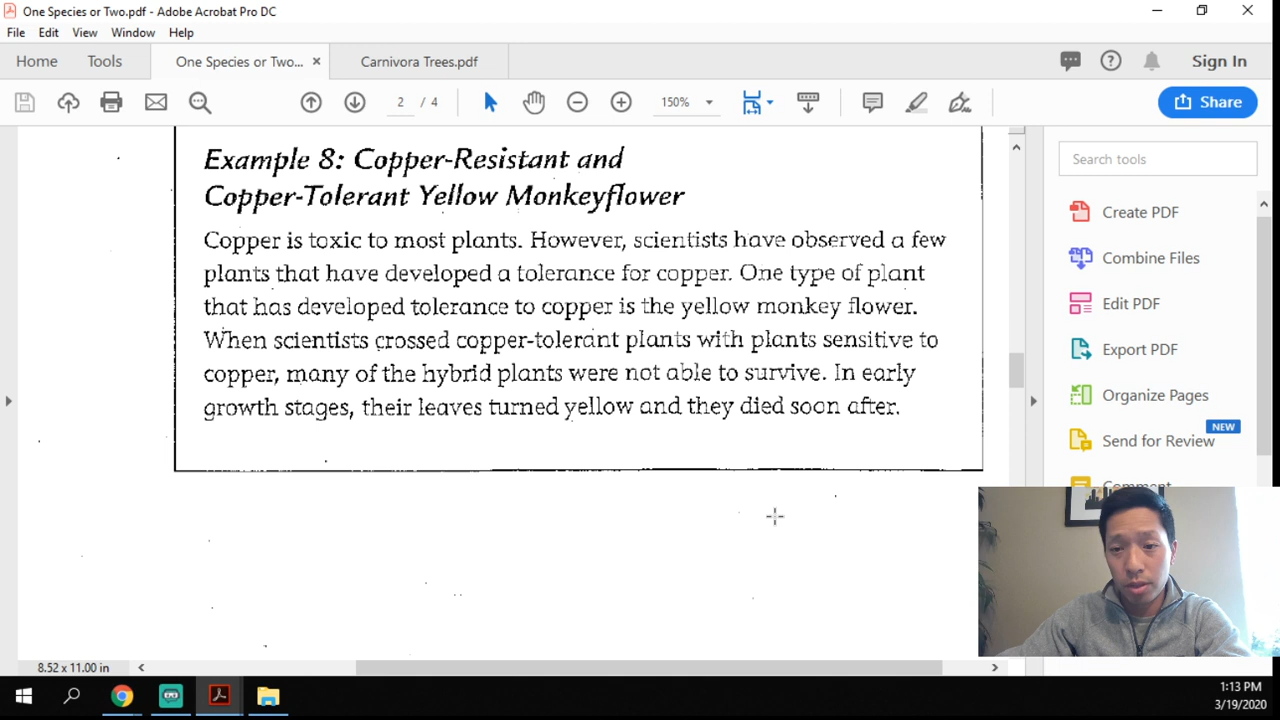 One Species or Two.pdf - Adobe Acrobat Pro DC
File Edit View Window Help
Home Tools One Species or Two... × Carnivora Trees.pdf Sign In
2 / 4 150% Share
Example 8: Copper-Resistant and
Copper-Tolerant Yellow Monkeyflower
Copper is toxic to most plants. However, scientists have observed a few
plants that have developed a tolerance for copper. One type of plant
that has developed tolerance to copper is the yellow monkey flower.
When scientists crossed copper-tolerant plants with plants sensitive to
copper, many of the hybrid plants were not able to survive. In early
growth stages, their leaves turned yellow and they died soon after.
Search tools
Create PDF
Combine Files
Edit PDF
Export PDF
Organize Pages
NEW
Send for Review
Comment
8.52 x 11.00 in
1:13 PM
3/19/2020